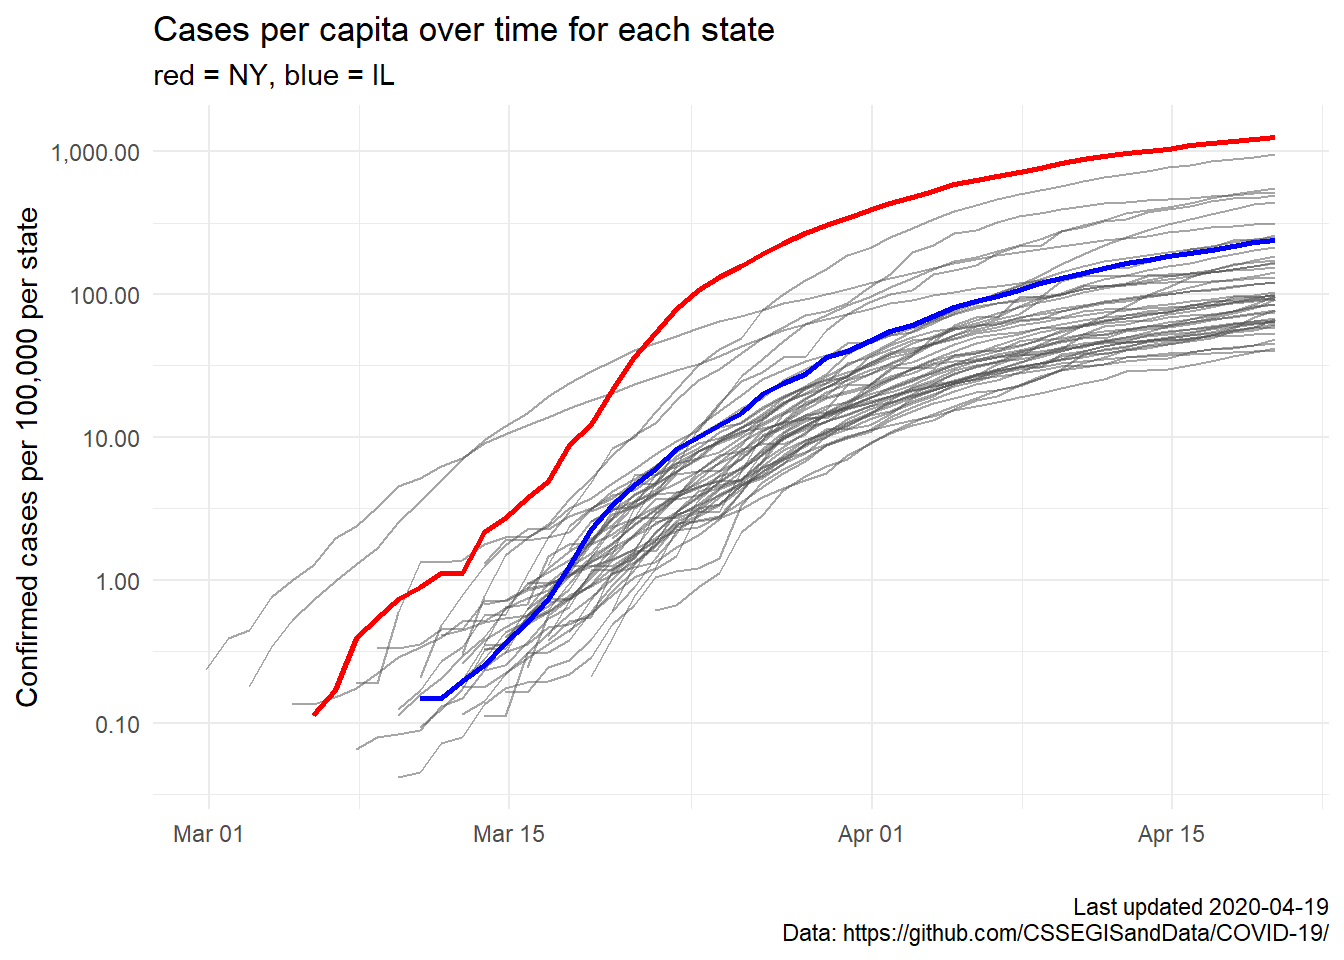 Cases per capita over time for each state
red = NY, blue = IL
Confirmed cases per 100,000 per state
1,000.00
100.00
10.00
1.00
0.10
Mar 01
Mar 15
Apr 01
Apr 15
Last updated 2020-04-19
Data: https://github.com/CSSEGISandData/COVID-19/